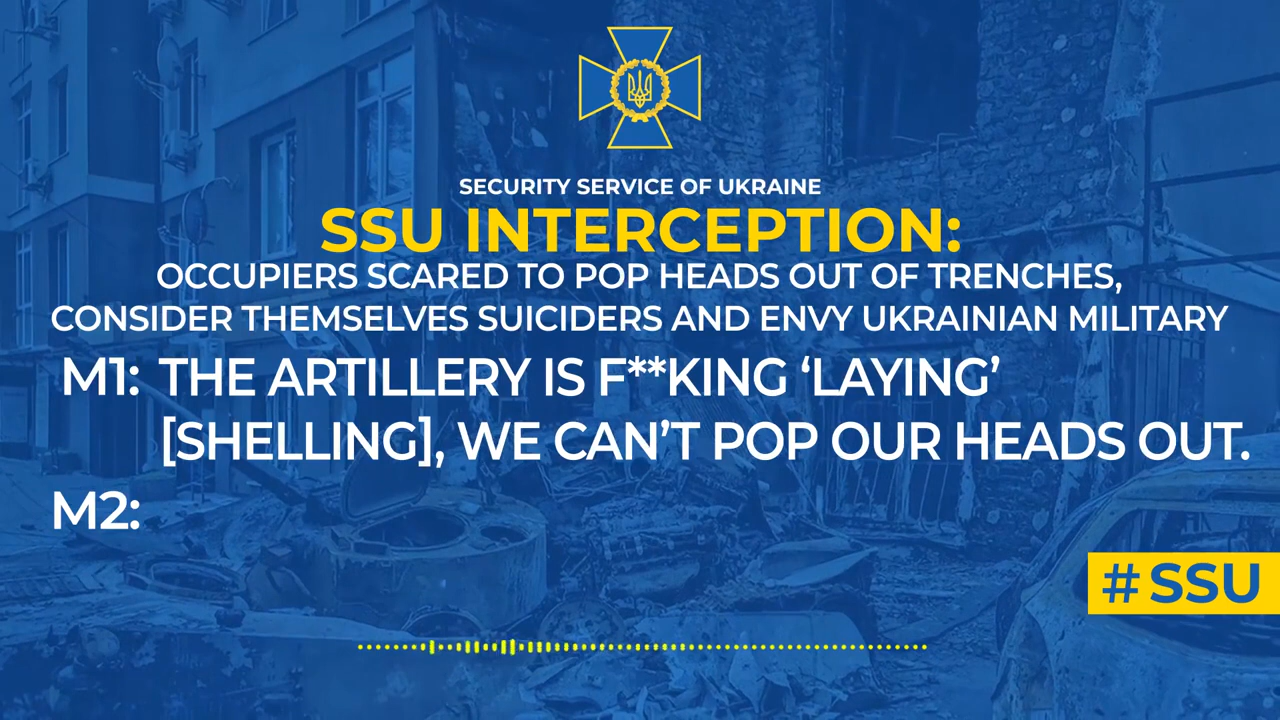 SECURITY SERVICE OF UKRAINE
SSU INTERCEPTION:
OCCUPIERS SCARED TO POP HEADS OUT OF TRENCHES,
CONSIDER THEMSELVES SUICIDERS AND ENVY UKRAINIAN MILITARY
M1: THE ARTILLERY IS F**KING ‘LAYING’
[SHELLING], WE CAN’T POP OUR HEADS OUT.
M2:
#SSU